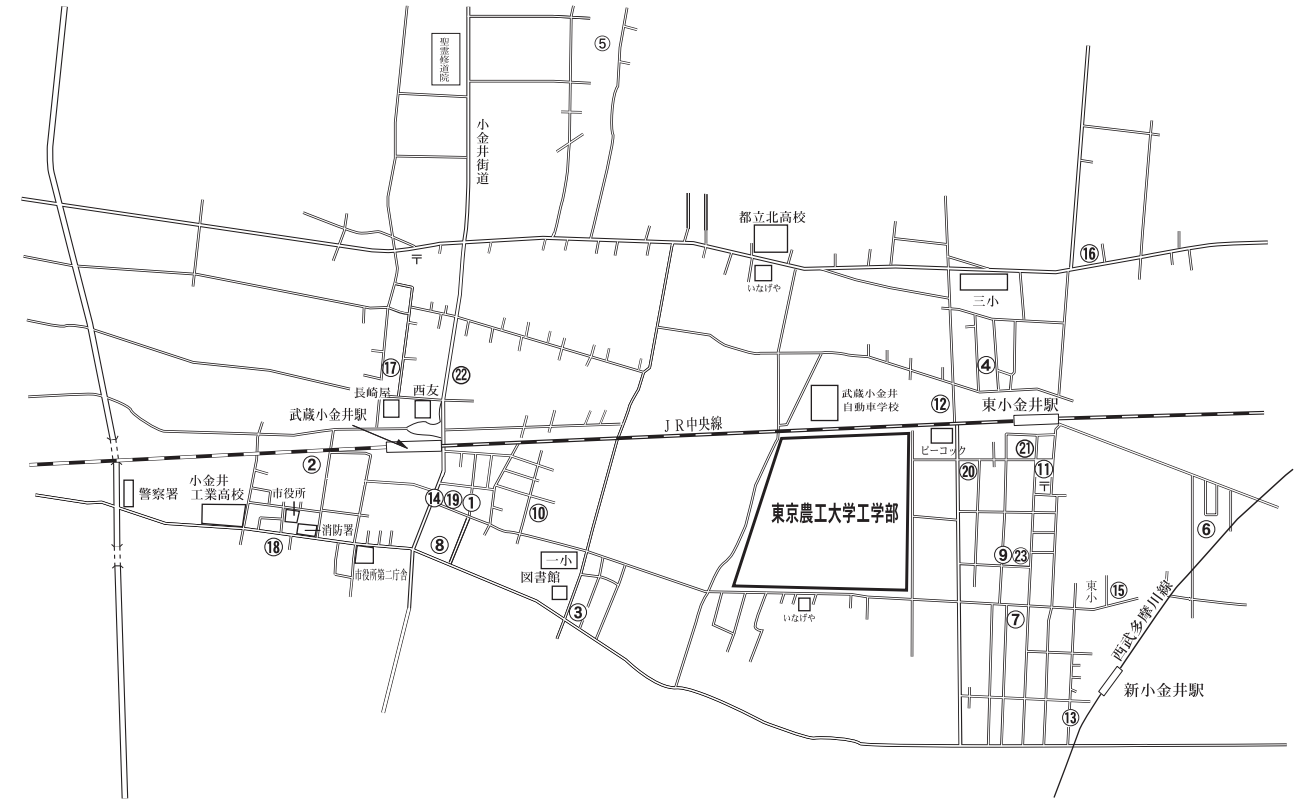 聖霊修道院
⑤
小金井街道
都立北高校
⑯
〒
いなげや
三小
⑰
㉒
④
長崎屋
西友
武蔵小金井
自動車学校
⑫
東小金井駅
武蔵小金井駅
JR中央線
ピーコック
㉑
②
⑳
⑪
〒
警察署
小金井
工業高校
市役所
⑭
⑲
①
⑩
東京農工大学工学部
⑥
消防署
⑱
⑧
⑨
㉓
一小
市役所第二庁舎
図書館
③
いなげや
東小
⑮
⑦
西武多摩川線
新小金井駅
⑬